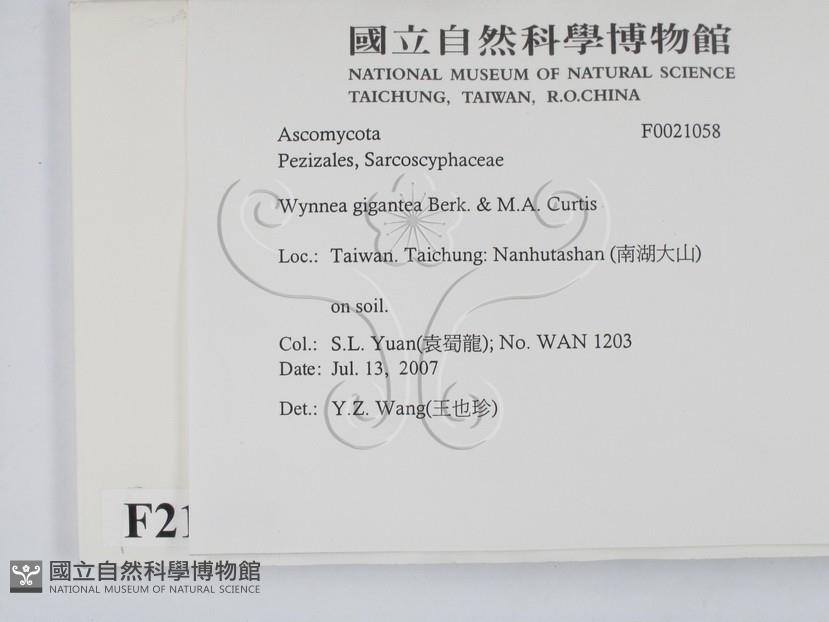 國立自然科學博物館
NATIONAL MUSEUM OF NATURAL SCIENCE
TAICHUNG, TAIWAN, R.O.CHINA
Ascomycota F0021058
Pezizales, Sarcoscyphaceae
Wynnea gigantea Berk. & M.A. Curtis
Loc.: Taiwan. Taichung: Nanhutashan (南湖大山)
on soil.
Col.: S.L. Yuan(袁蜀龍); No. WAN 1203
Date: Jul. 13, 2007
Det.: Y.Z. Wang(王也珍)
F21
國立自然科學博物館
NATIONAL MUSEUM OF NATURAL SCIENCE